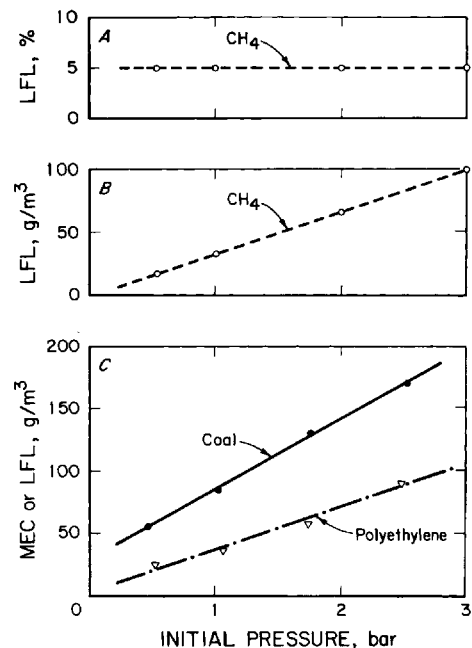 A
LFL, %
10
5
0
CH4
B
LFL, g/m³
100
50
0
CH4
C
MEC or LFL, g/m³
200
150
100
50
0
Coal
Polyethylene
1
2
3
INITIAL PRESSURE, bar